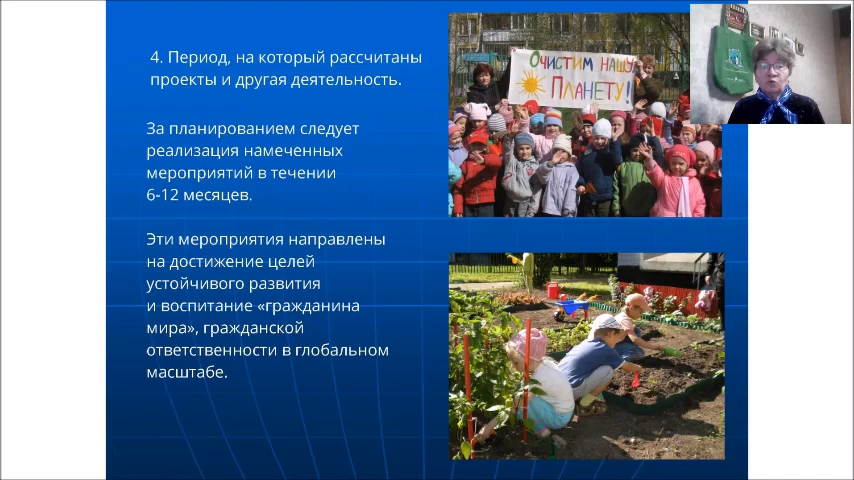 4. Период, на который рассчитаны
проекты и другая деятельность.
За планированием следует
реализация намеченных
мероприятий в течении
6-12 месяцев.
Эти мероприятия направлены
на достижение целей
устойчивого развития
и воспитание «гражданина
мира», гражданской
ответственности в глобальном
масштабе.
Очистим нашу
Планету!